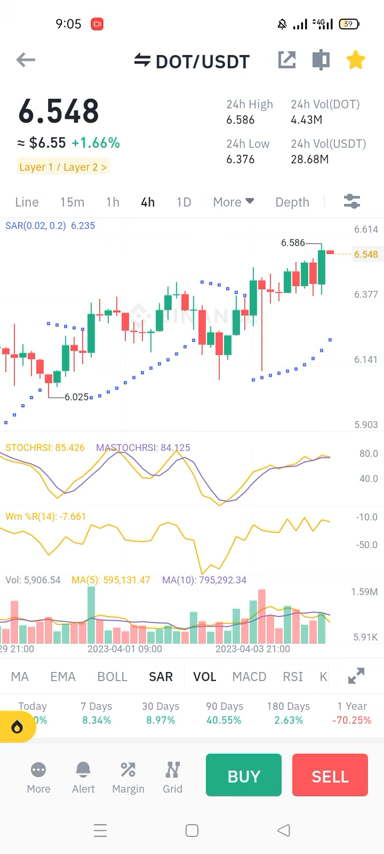 9:05
4G
39
DOT/USDT
6.548
≈ $6.55 +1.66%
Layer 1 / Layer 2 >
24h High
6.586
24h Vol(DOT)
4.43M
24h Low
6.376
24h Vol(USDT)
28.68M
Line 15m 1h 4h 1D More Depth
SAR(0.02, 0.2) 6.235
6.614
6.586
6.548
6.377
BINANCE
6.141
6.025
5.903
STOCHRSI: 85.426 MASTOCHRSI: 84.125
80.0
40.0
Wm %R(14): -7.661
-10.0
-50.0
Vol: 5,906.54 MA(5): 595,131.47 MA(10): 795,292.34
1.59M
5.91K
29 21:00 2023-04-01 09:00 2023-04-03 21:00
MA EMA BOLL SAR VOL MACD RSI K
Today 7 Days 30 Days 90 Days 180 Days 1 Year
0% 8.34% 8.97% 40.55% 2.63% -70.25%
More Alert Margin Grid BUY SELL